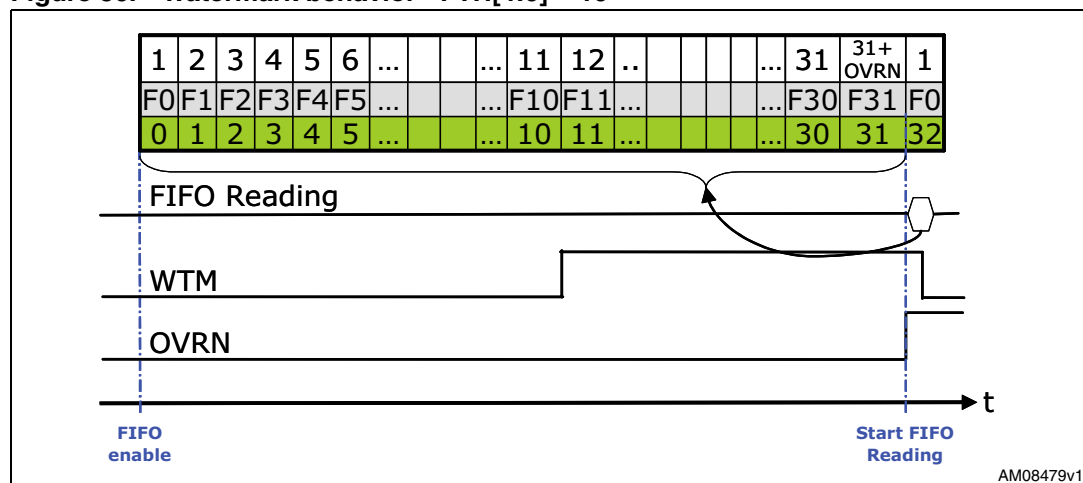 1 2 3 4 5 6 ... ... 11 12 .. ... 31 31+ OVRN 1
F0 F1 F2 F3 F4 F5 ... ... F10 F11 ... ... F30 F31 F0
0 1 2 3 4 5 ... ... 10 11 ... ... 30 31 32
FIFO Reading
WTM
OVRN
t
FIFO enable
Start FIFO Reading
AM08479v1